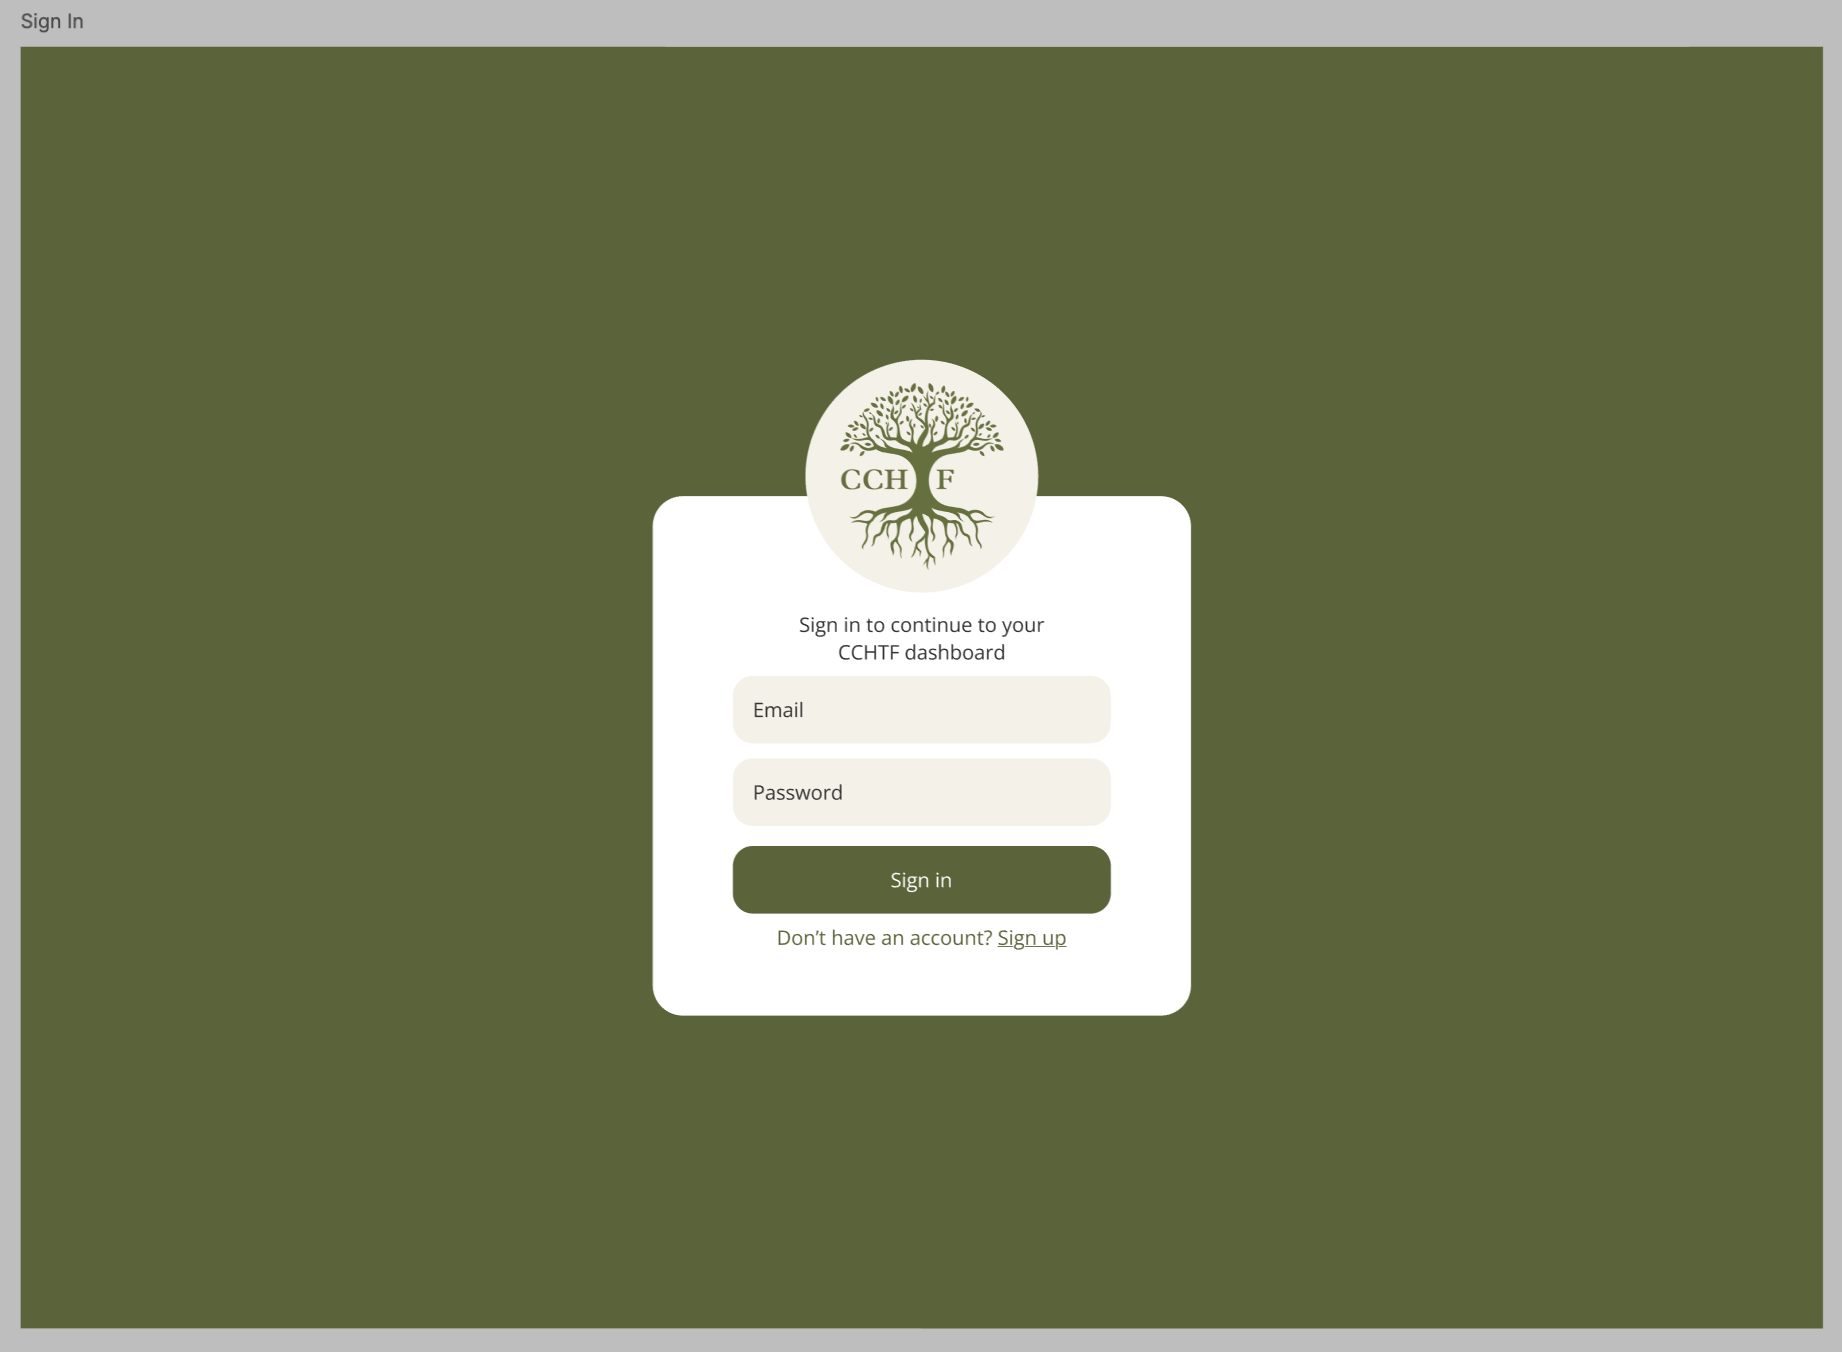 Sign In
CCH F
Sign in to continue to your
CCHTF dashboard
Email
Password
Sign in
Don’t have an account? Sign up